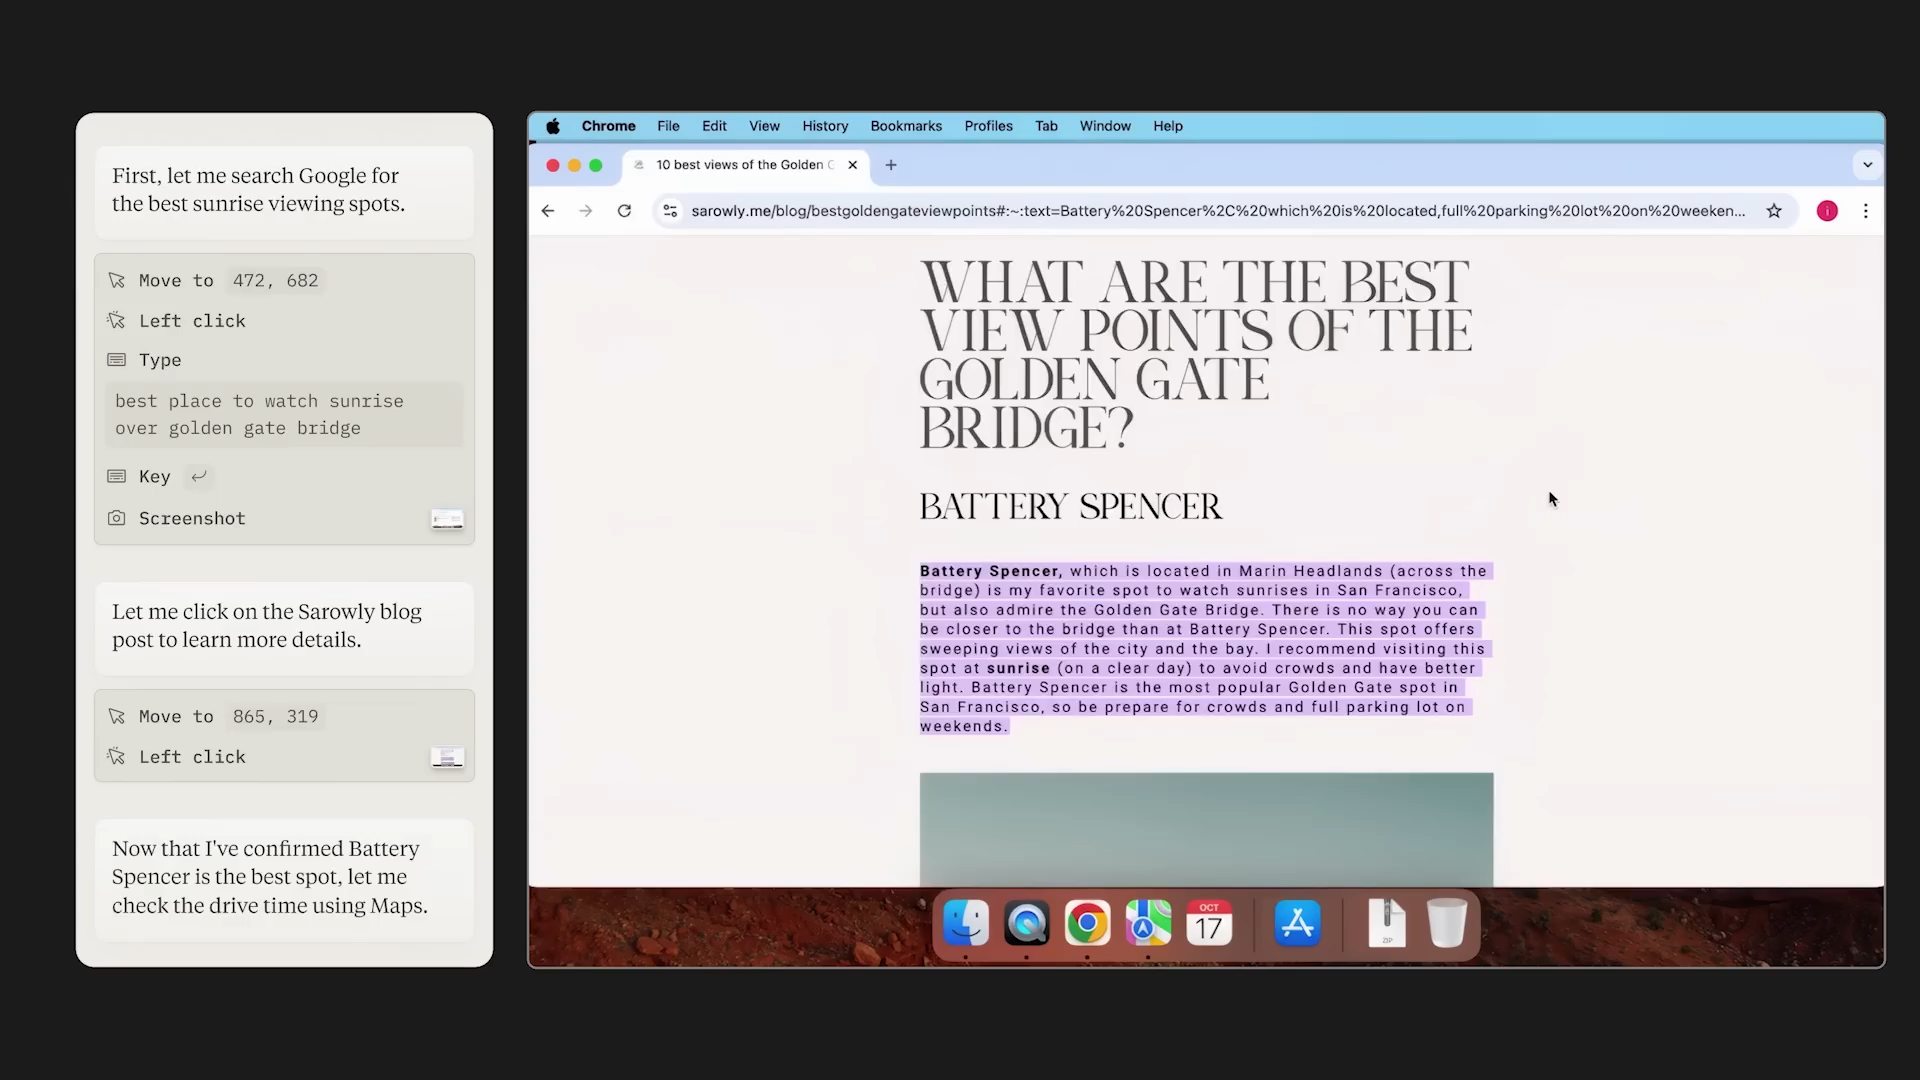 First, let me search Google for
the best sunrise viewing spots.
Move to 472, 682
Left click
Type
best place to watch sunrise
over golden gate bridge
Key
Screenshot
Let me click on the Sarowly blog
post to learn more details.
Move to 865, 319
Left click
Now that I've confirmed Battery
Spencer is the best spot, let me
check the drive time using Maps.
Chrome File Edit View History Bookmarks Profiles Tab Window Help
10 best views of the Golden G
sarowly.me/blog/bestgoldengateviewpoints#:~:text=Battery%20Spencer%2C%20which%20is%20located,full%20parking%20lot%20on%20weeken...
i
WHAT ARE THE BEST
VIEW POINTS OF THE
GOLDEN GATE
BRIDGE?
BATTERY SPENCER
Battery Spencer, which is located in Marin Headlands (across the
bridge) is my favorite spot to watch sunrises in San Francisco,
but also admire the Golden Gate Bridge. There is no way you can
be closer to the bridge than at Battery Spencer. This spot offers
sweeping views of the city and the bay. I recommend visiting this
spot at sunrise (on a clear day) to avoid crowds and have better
light. Battery Spencer is the most popular Golden Gate spot in
San Francisco, so be prepare for crowds and full parking lot on
weekends.
OCT
17
ZIP